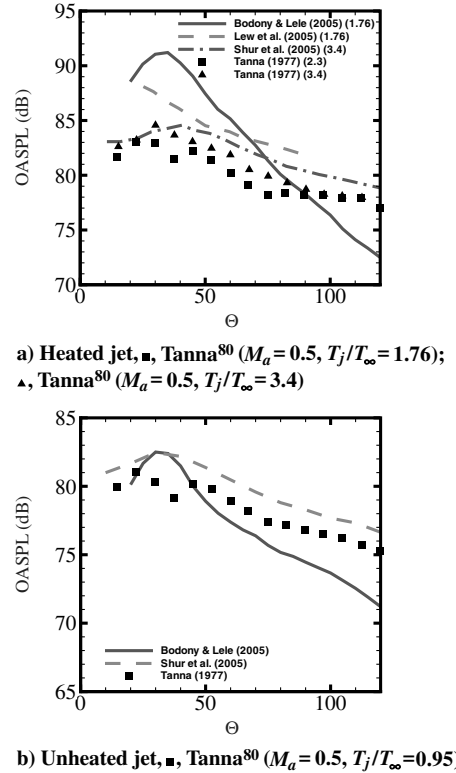 Bodony & Lele (2005) (1.76)
Lew et al. (2005) (1.76)
Shur et al. (2005) (3.4)
Tanna (1977) (2.3)
Tanna (1977) (3.4)
95
90
85
80
75
70
OASPL (dB)
0 50 100
Θ
a) Heated jet, ■, Tanna⁸⁰ (Mₐ = 0.5, Tⱼ/T∞ = 1.76);
▲, Tanna⁸⁰ (Mₐ = 0.5, Tⱼ/T∞ = 3.4)
85
80
75
70
65
OASPL (dB)
Bodony & Lele (2005)
Shur et al. (2005)
Tanna (1977)
0 50 100
Θ
b) Unheated jet, ■, Tanna⁸⁰ (Mₐ = 0.5, Tⱼ/T∞=0.95)